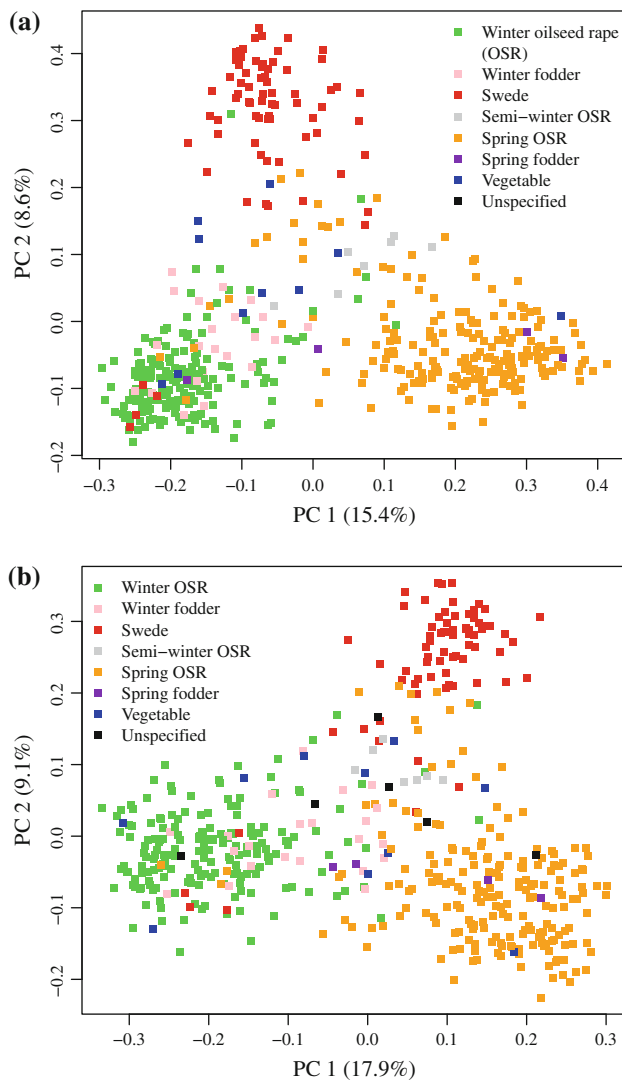 (a)
Winter oilseed rape
(OSR)
Winter fodder
Swede
Semi−winter OSR
Spring OSR
Spring fodder
Vegetable
Unspecified
PC 2 (8.6%)
0.4
0.3
0.2
0.1
0.0
−0.1
−0.2
−0.3 −0.2 −0.1 0.0 0.1 0.2 0.3 0.4
PC 1 (15.4%)
(b)
Winter OSR
Winter fodder
Swede
Semi−winter OSR
Spring OSR
Spring fodder
Vegetable
Unspecified
PC 2 (9.1%)
0.3
0.2
0.1
0.0
−0.1
−0.2
−0.3 −0.2 −0.1 0.0 0.1 0.2 0.3
PC 1 (17.9%)